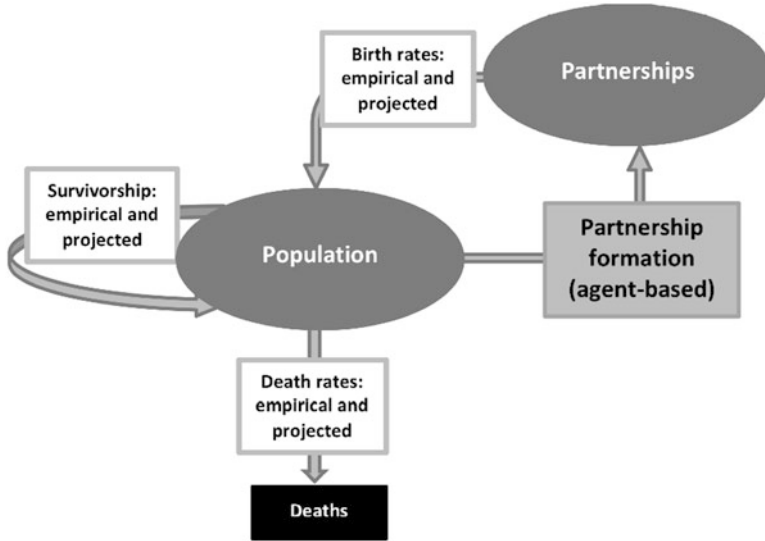 Birth rates:
empirical and
projected
Partnerships
Survivorship:
empirical and
projected
Population
Partnership
formation
(agent-based)
Death rates:
empirical and
projected
Deaths